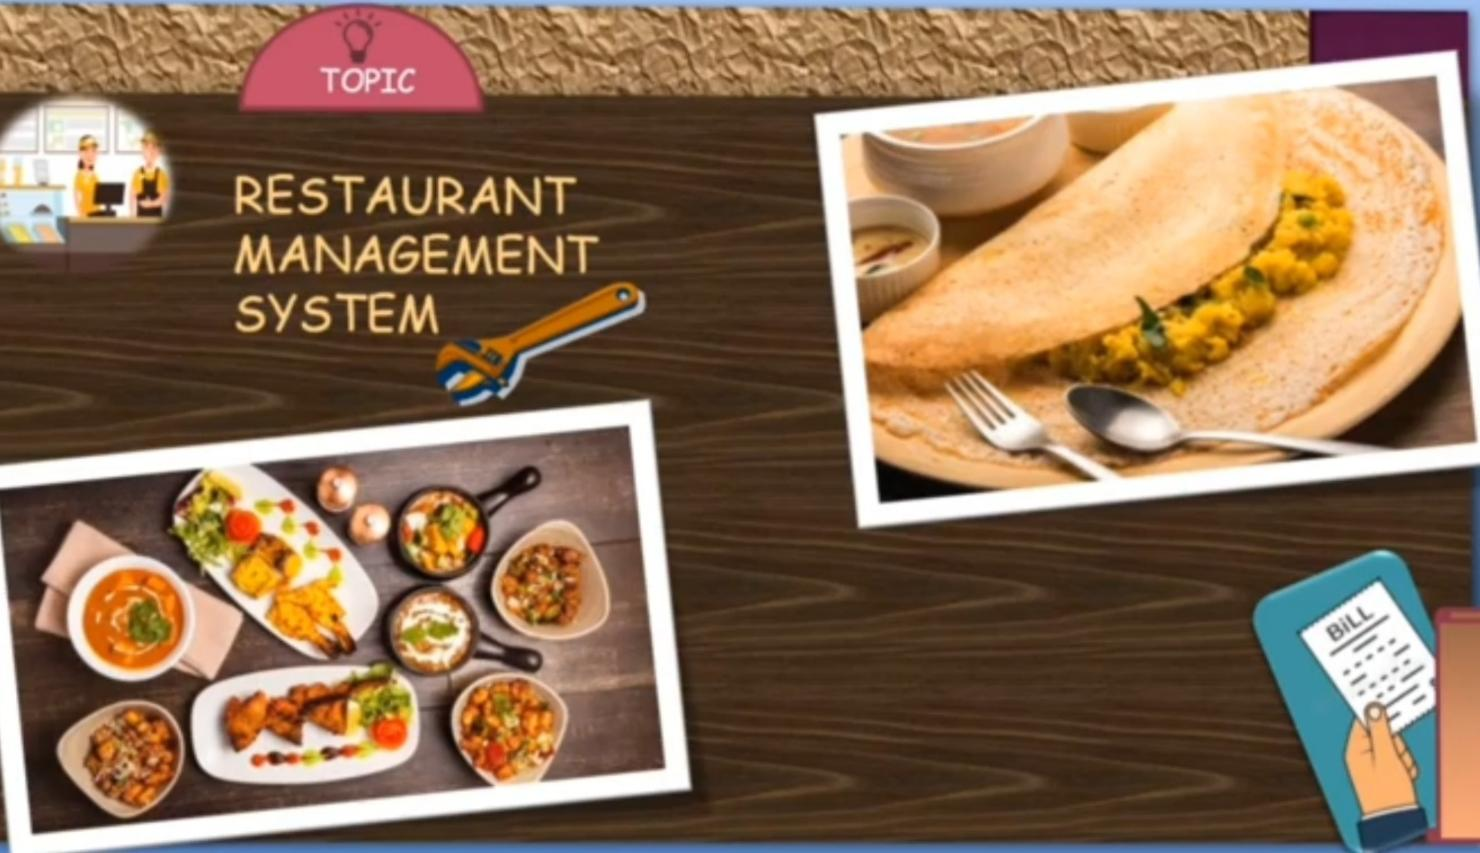 TOPIC
RESTAURANT
MANAGEMENT
SYSTEM
BiLL